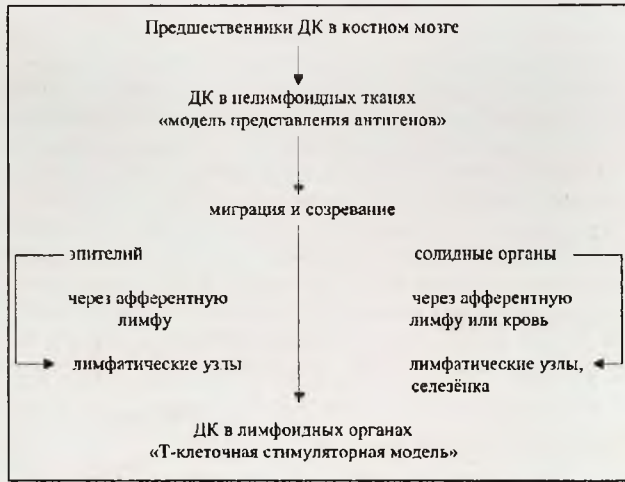 Предшественники ДК в костном мозге
ДК в нелимфоидных тканях
«модель представления антигенов»
миграция и созревание
эпителий
через афферентную
лимфу
лимфатические узлы
солидные органы
через афферентную
лимфу или кровь
лимфатические узлы,
селезёнка
ДК в лимфоидных органах
«Т-клеточная стимуляторная модель»